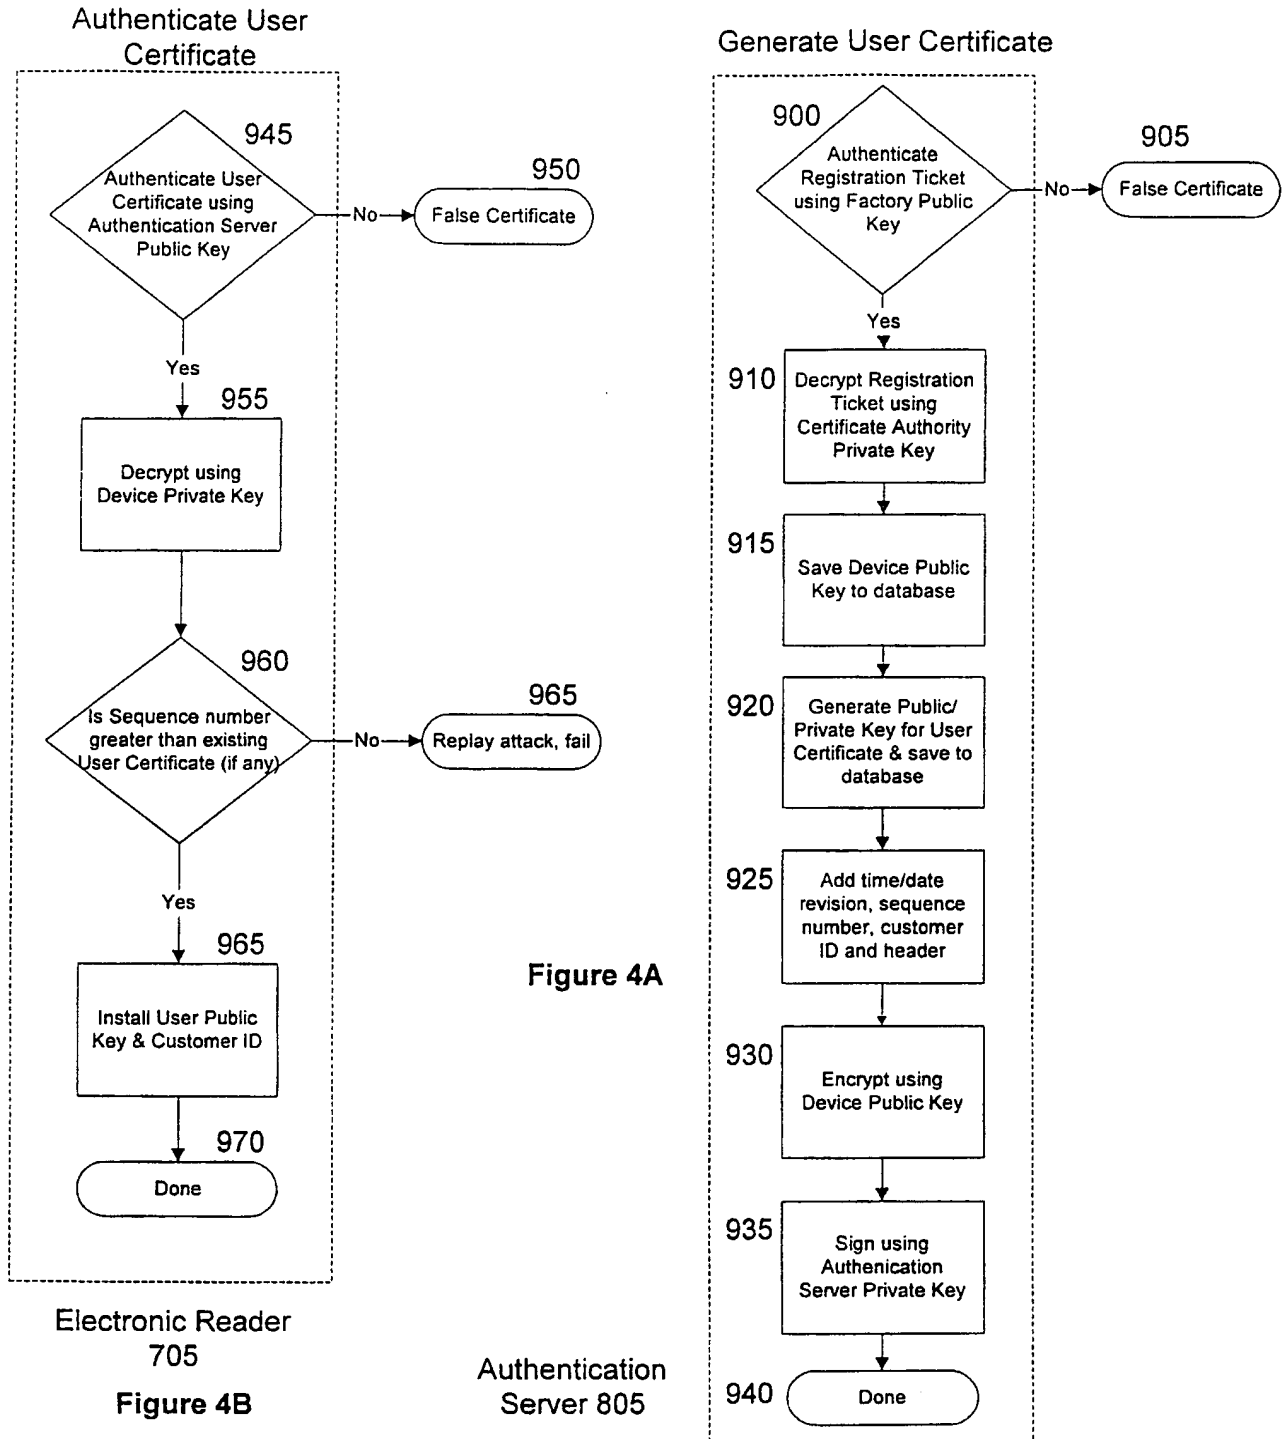 Authenticate User
Certificate
945
Authenticate User
Certificate using
Authentication Server
Public Key
No
950
False Certificate
Yes
955
Decrypt using
Device Private Key
960
Is Sequence number
greater than existing
User Certificate (if any)
No
965
Replay attack, fail
Yes
965
Install User Public
Key & Customer ID
970
Done
Electronic Reader
705
Figure 4B
Generate User Certificate
900
Authenticate
Registration Ticket
using Factory Public
Key
No
905
False Certificate
Yes
910
Decrypt Registration
Ticket using
Certificate Authority
Private Key
915
Save Device Public
Key to database
920
Generate Public/
Private Key for User
Certificate & save to
database
925
Add time/date
revision, sequence
number, customer
ID and header
Figure 4A
930
Encrypt using
Device Public Key
935
Sign using
Authenication
Server Private Key
940
Done
Authentication
Server 805